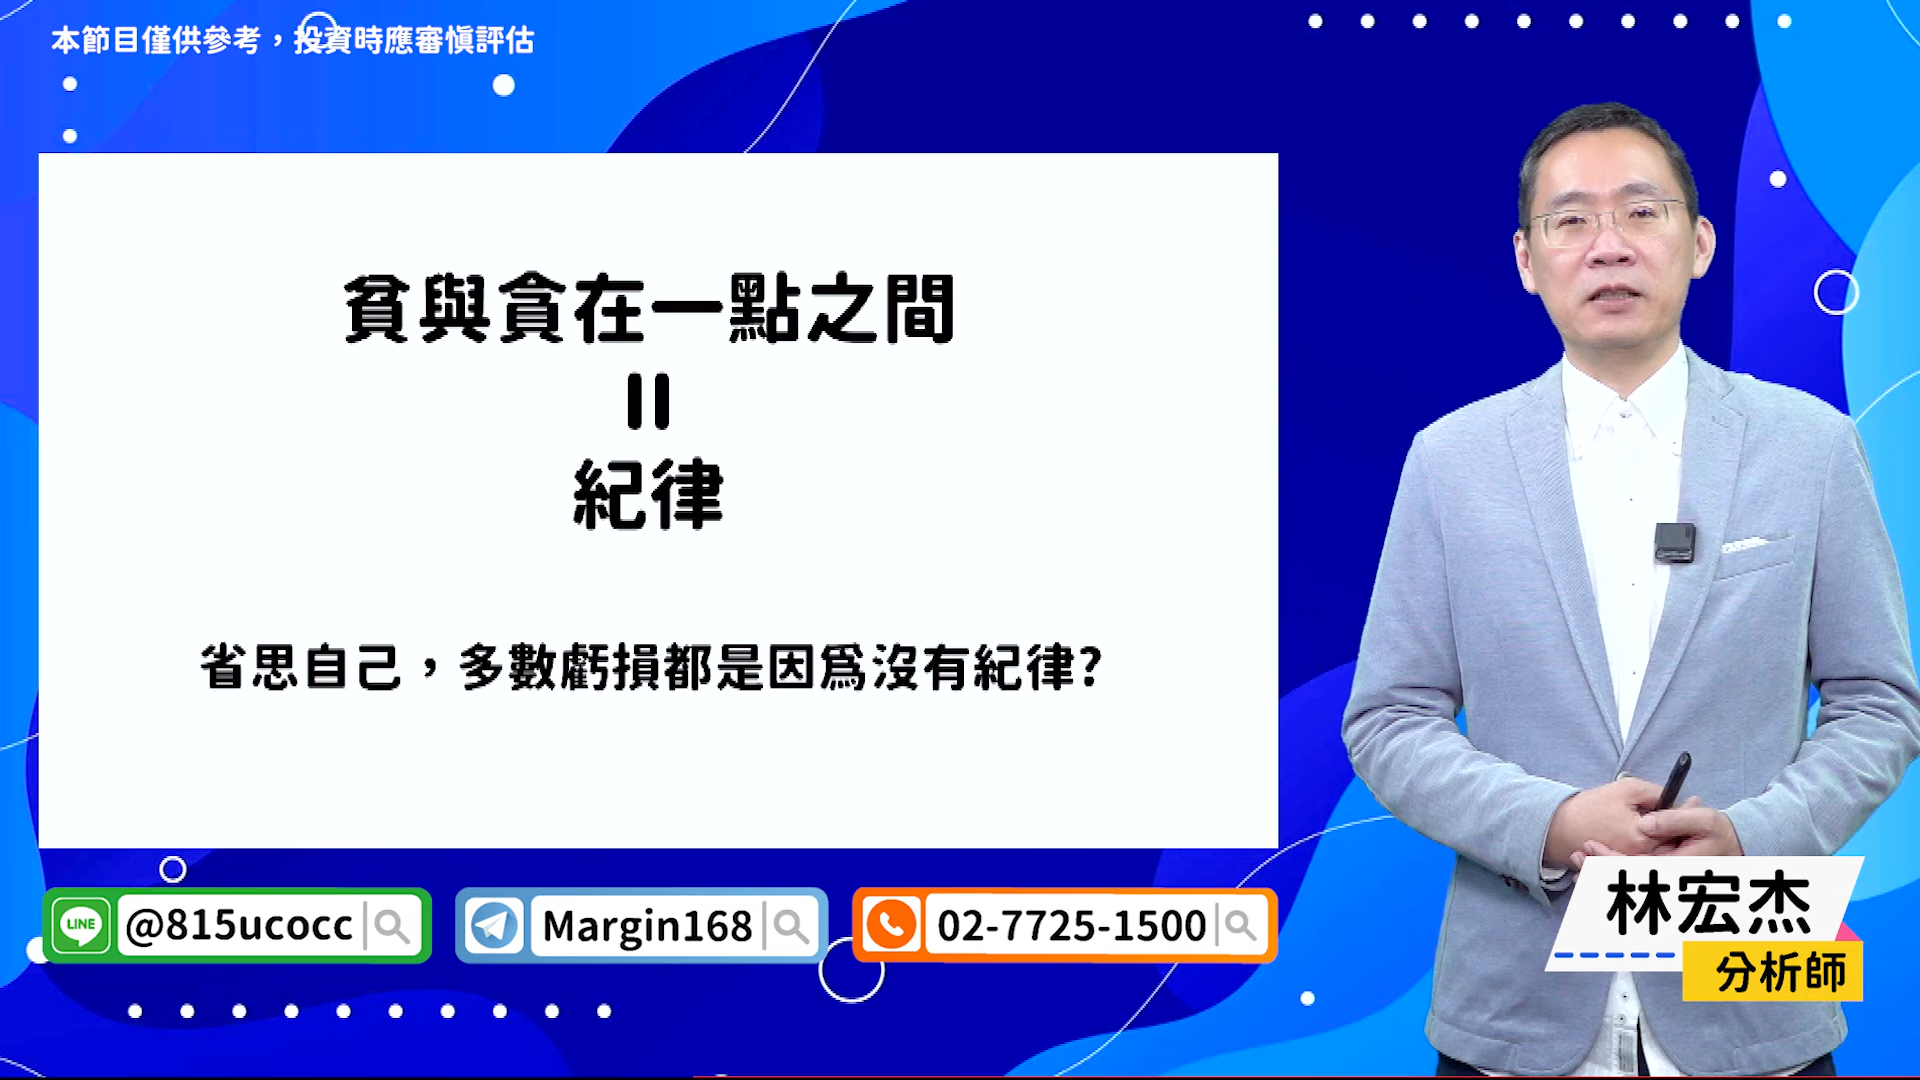 本節目僅供參考，投資時應審慎評估
貧與貪在一點之間
=
紀律
省思自己，多數虧損都是因為沒有紀律?
LINE @815ucocc
Margin168
02-7725-1500
林宏杰
分析師